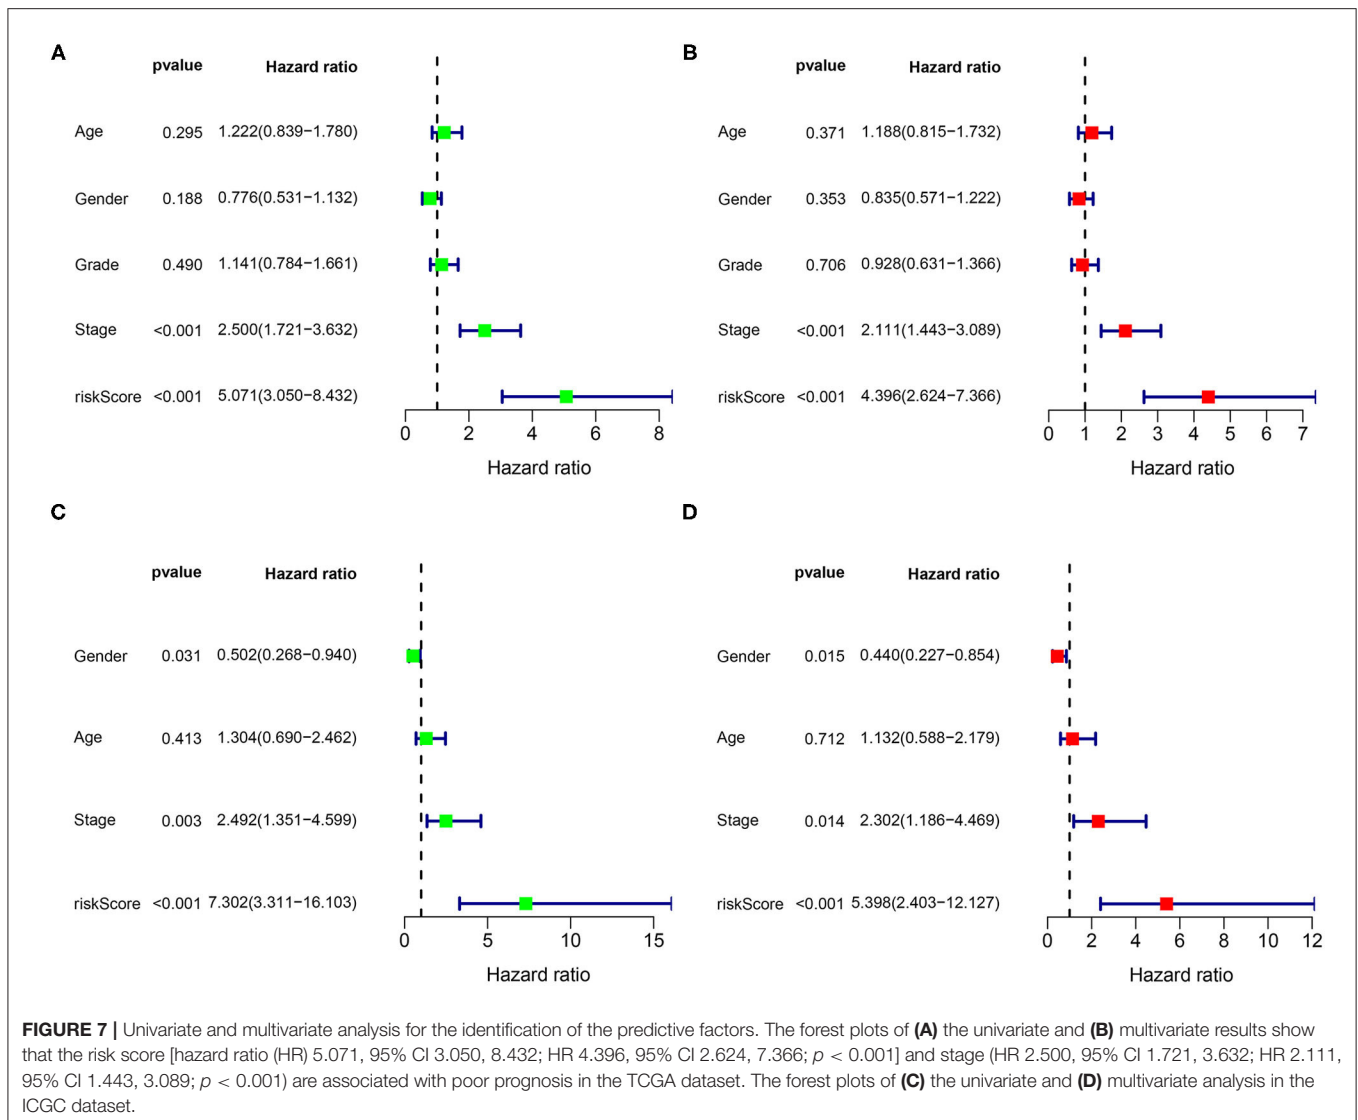 A
pvalue Hazard ratio
Age 0.295 1.222(0.839−1.780)
Gender 0.188 0.776(0.531−1.132)
Grade 0.490 1.141(0.784−1.661)
Stage <0.001 2.500(1.721−3.632)
riskScore <0.001 5.071(3.050−8.432)
0 2 4 6 8
Hazard ratio
B
pvalue Hazard ratio
Age 0.371 1.188(0.815−1.732)
Gender 0.353 0.835(0.571−1.222)
Grade 0.706 0.928(0.631−1.366)
Stage <0.001 2.111(1.443−3.089)
riskScore <0.001 4.396(2.624−7.366)
0 1 2 3 4 5 6 7
Hazard ratio
C
pvalue Hazard ratio
Gender 0.031 0.502(0.268−0.940)
Age 0.413 1.304(0.690−2.462)
Stage 0.003 2.492(1.351−4.599)
riskScore <0.001 7.302(3.311−16.103)
0 5 10 15
Hazard ratio
D
pvalue Hazard ratio
Gender 0.015 0.440(0.227−0.854)
Age 0.712 1.132(0.588−2.179)
Stage 0.014 2.302(1.186−4.469)
riskScore <0.001 5.398(2.403−12.127)
0 2 4 6 8 10 12
Hazard ratio
FIGURE 7 | Univariate and multivariate analysis for the identification of the predictive factors. The forest plots of (A) the univariate and (B) multivariate results show
that the risk score [hazard ratio (HR) 5.071, 95% CI 3.050, 8.432; HR 4.396, 95% CI 2.624, 7.366; p < 0.001] and stage (HR 2.500, 95% CI 1.721, 3.632; HR 2.111,
95% CI 1.443, 3.089; p < 0.001) are associated with poor prognosis in the TCGA dataset. The forest plots of (C) the univariate and (D) multivariate analysis in the
ICGC dataset.